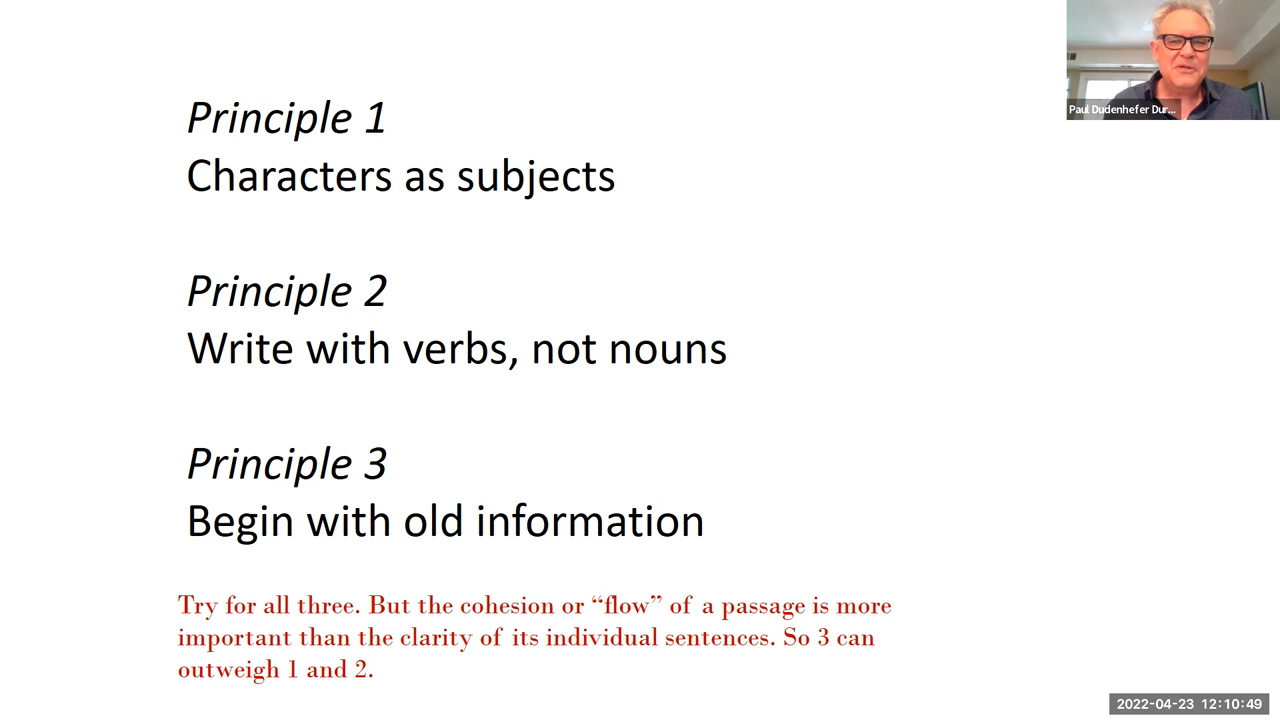 Paul Dudenhefer Dur...
Principle 1
Characters as subjects
Principle 2
Write with verbs, not nouns
Principle 3
Begin with old information
Try for all three. But the cohesion or “flow” of a passage is more
important than the clarity of its individual sentences. So 3 can
outweigh 1 and 2.
2022-04-23 12:10:49